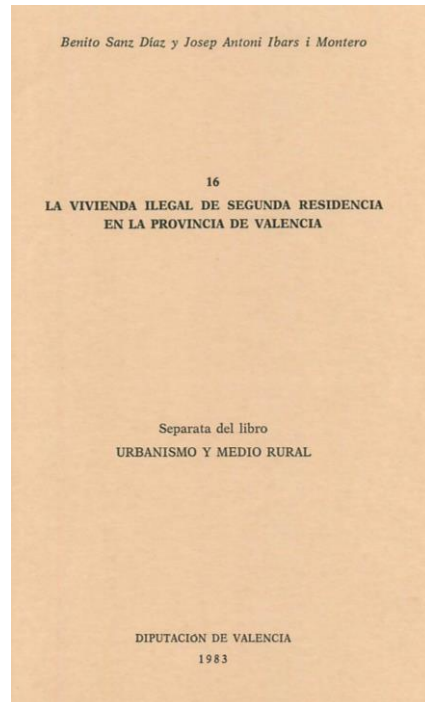 Benito Sanz Díaz y Josep Antoni Ibars i Montero
16
LA VIVIENDA ILEGAL DE SEGUNDA RESIDENCIA
EN LA PROVINCIA DE VALENCIA
Separata del libro
URBANISMO Y MEDIO RURAL
DIPUTACIÓN DE VALENCIA
1983